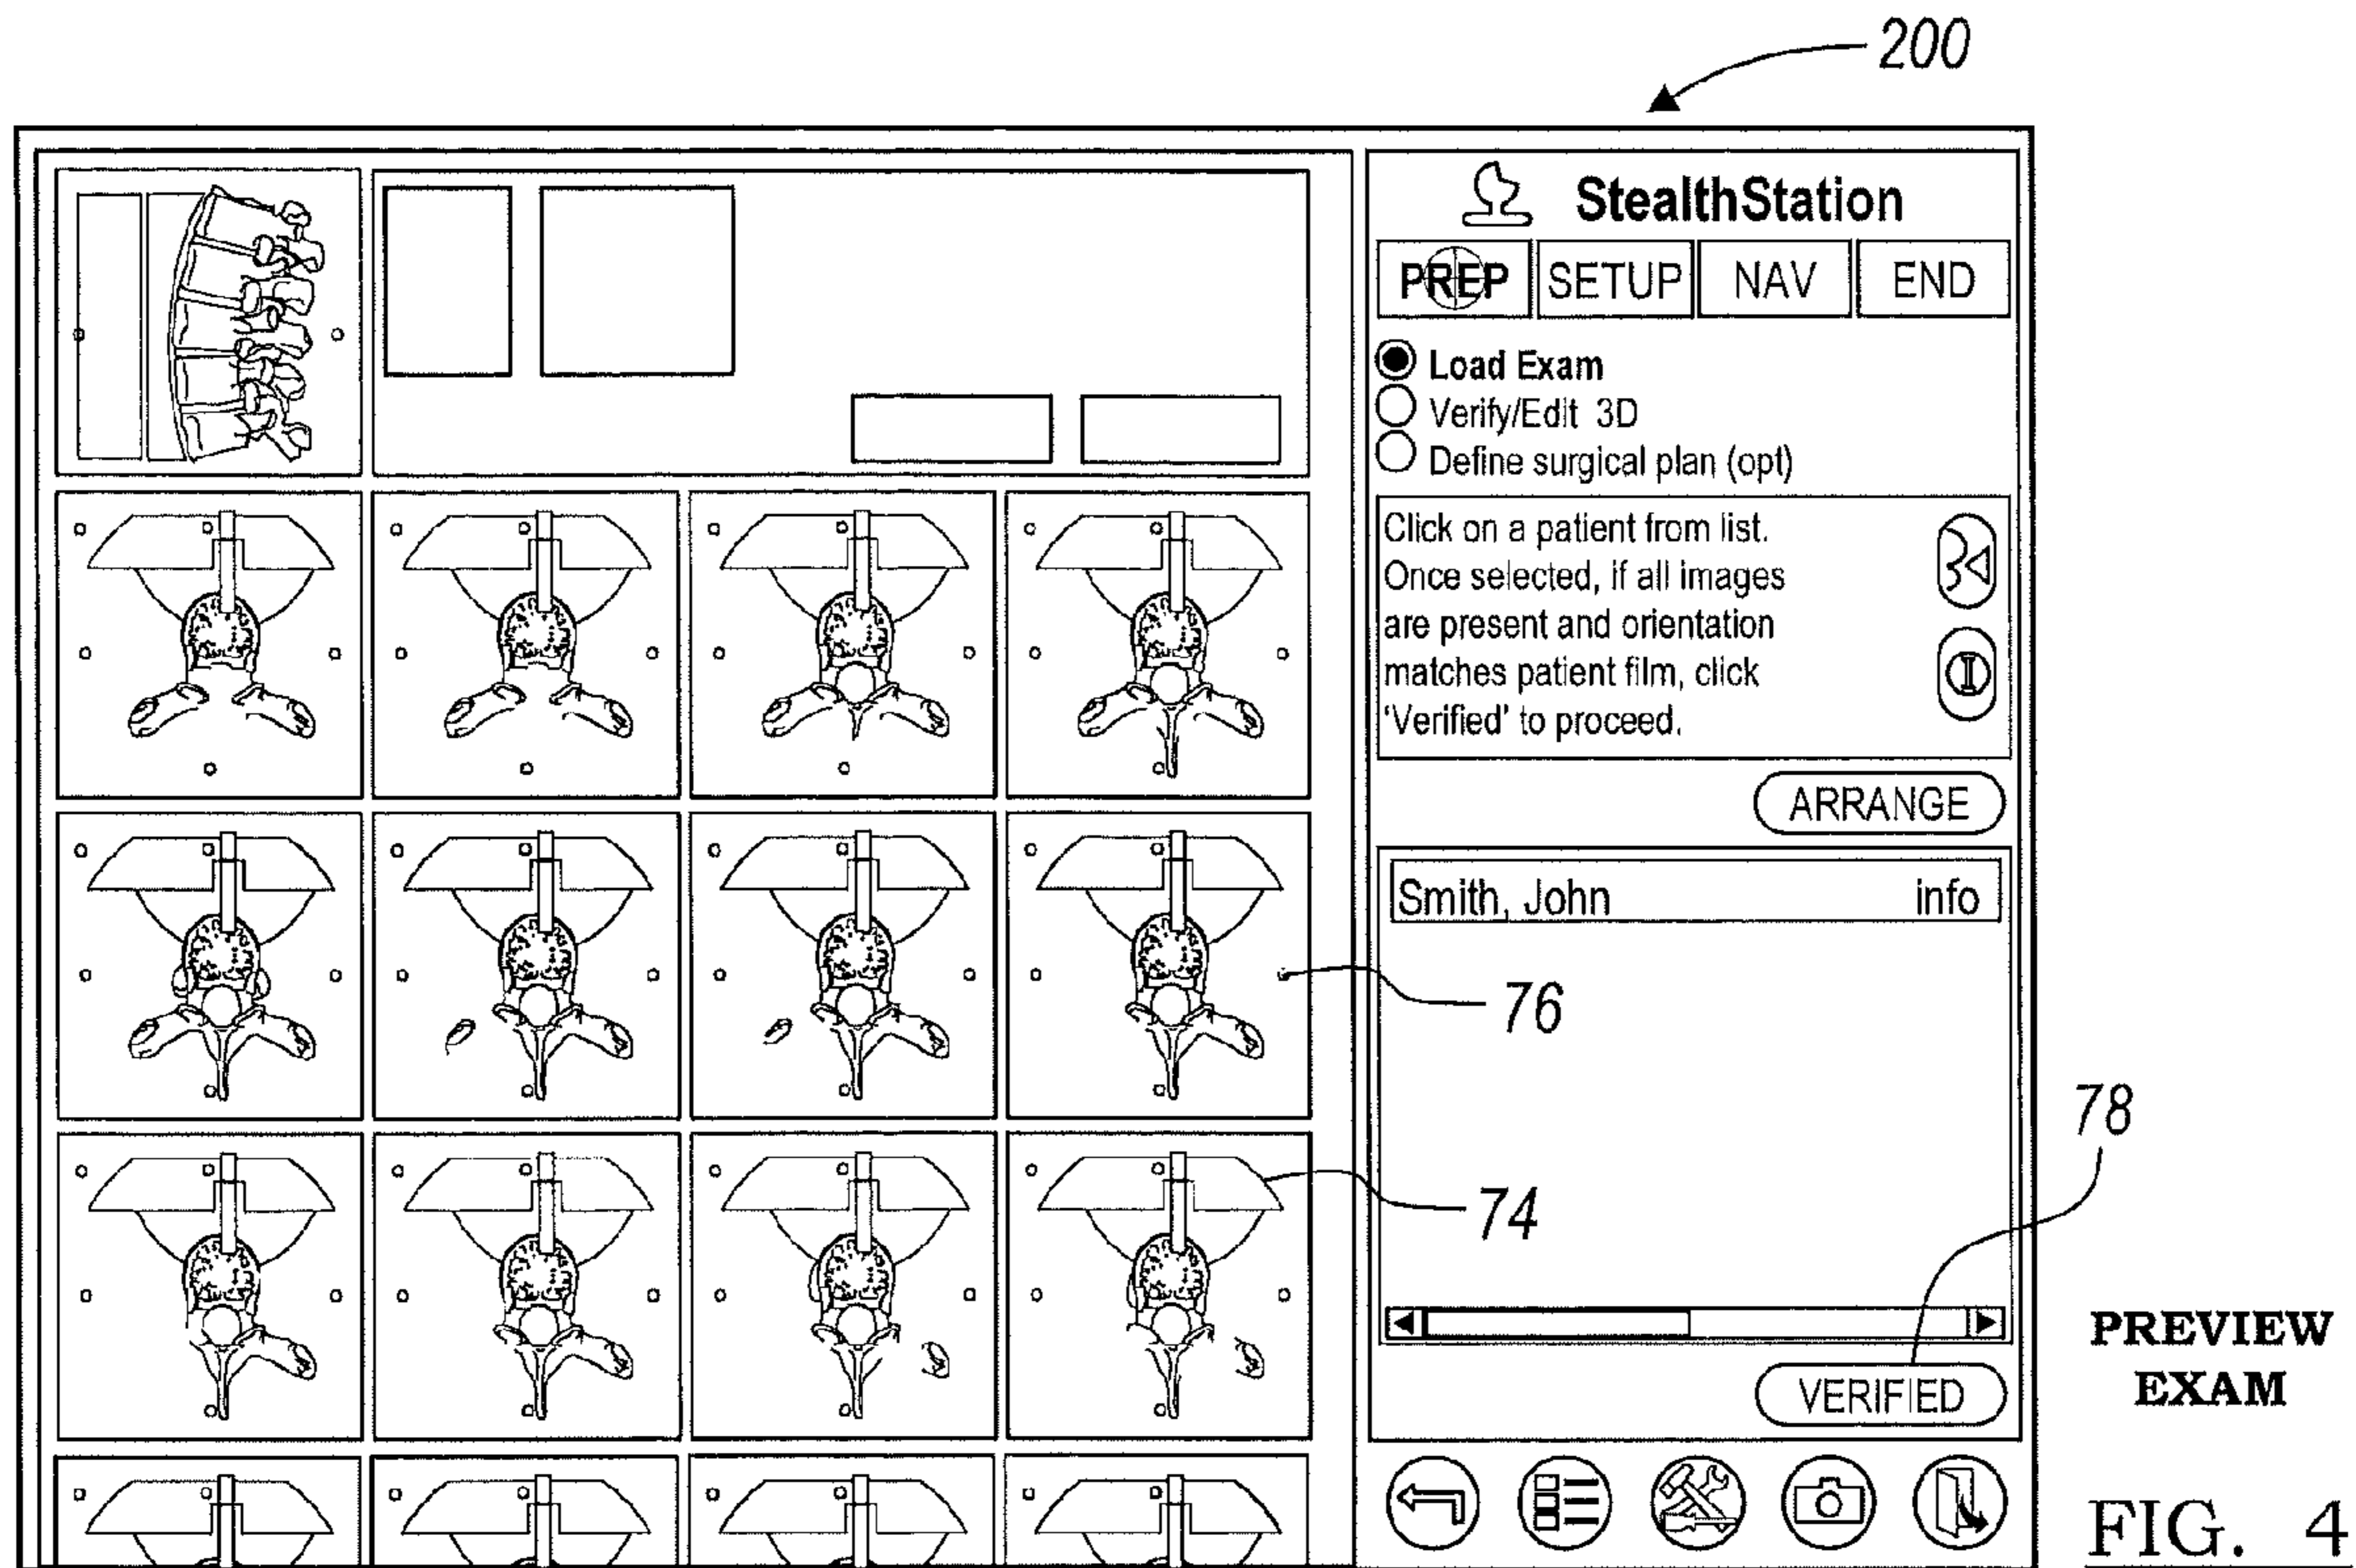 200
StealthStation
PREP SETUP NAV END
Load Exam
Verify/Edit 3D
Define surgical plan (opt)
Click on a patient from list.
Once selected, if all images
are present and orientation
matches patient film, click
'Verified' to proceed.
ARRANGE
Smith, John info
76
78
74
VERIFIED
PREVIEW
EXAM
FIG. 4